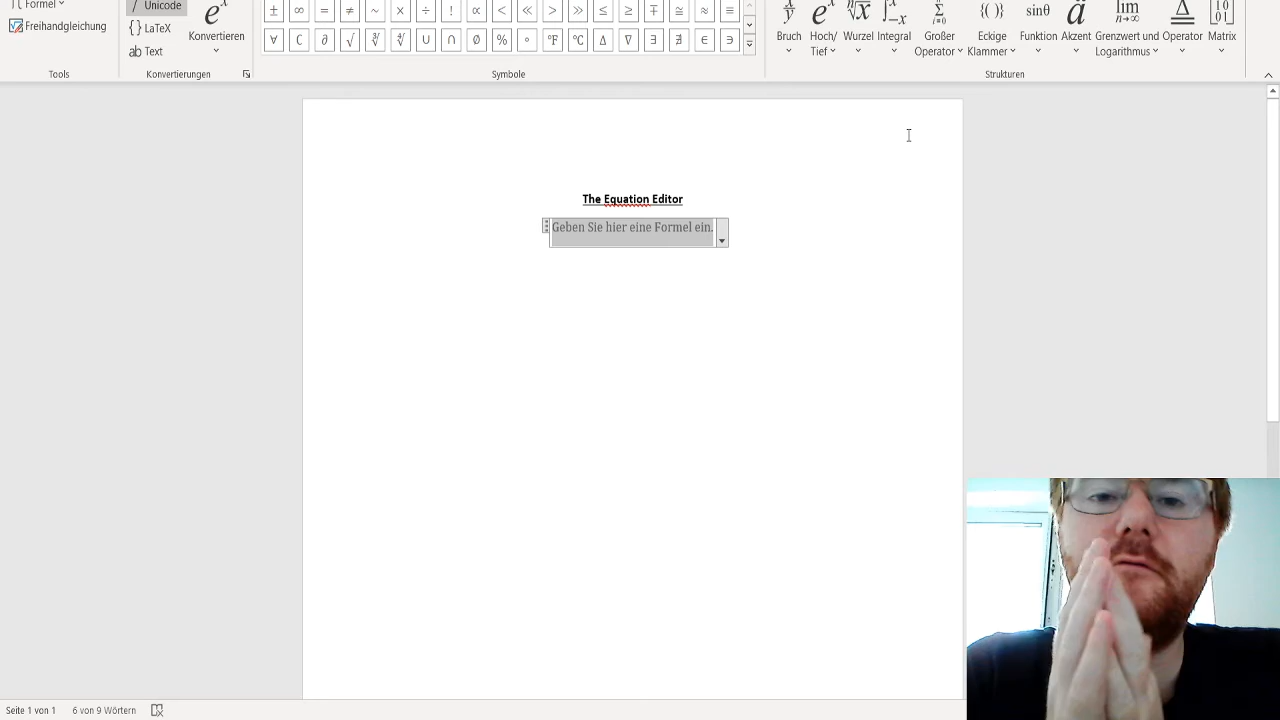 Formel
Unicode
Freihandgleichung
{ } LaTeX
ab Text
eˣ
Konvertieren
± ∞ = ≠ ~ × ÷ ! ∝ < ≪ > ≫ ≤ ≥ ∓ ≅ ≈ ≡
∀ ∁ ∂ √ ∛ ∜ ∪ ∩ ∅ % ° °F °C ∆ ∇ ∃ ∄ ∈ ∋
Bruch
Hoch/
Tief
Wurzel
Integral
Großer
Operator
Eckige
Klammer
sinθ
Funktion
ä
Akzent
lim
n→∞
Grenzwert und
Logarithmus
Operator
Matrix
Tools
Konvertierungen
Symbole
Strukturen
The Equation Editor
Geben Sie hier eine Formel ein.
Seite 1 von 1
6 von 9 Wörtern